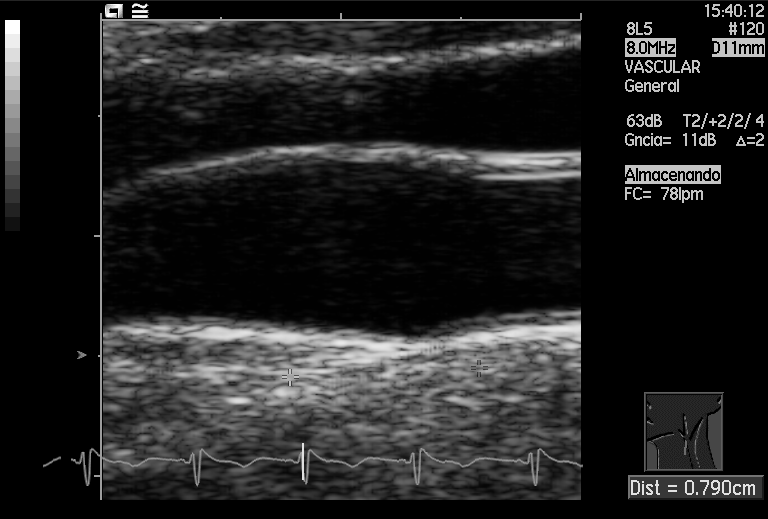 15:40:12
8L5 #120
8.0MHz D11mm
VASCULAR
General
63dB T2/+2/2/ 4
Gncia= 11dB Δ=2
Almacenando
FC= 78lpm
Dist = 0.790cm